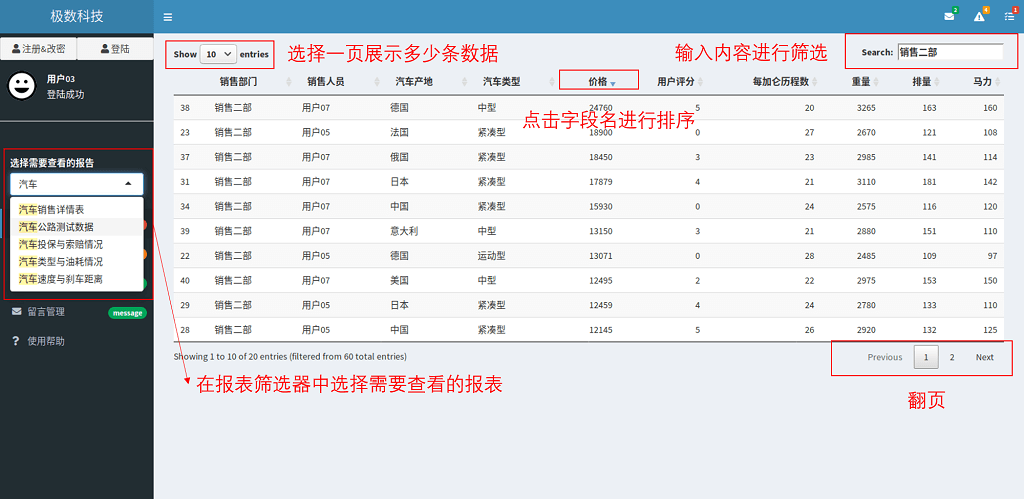 极数科技
2
4
1
注册&改密 登陆
用户03
登陆成功
选择需要查看的报告
汽车
汽车销售详情表
汽车公路测试数据
汽车投保与索赔情况
汽车类型与油耗情况
汽车速度与刹车距离
留言管理 message
使用帮助
Show 10 entries
选择一页展示多少条数据
输入内容进行筛选
Search: 销售二部
销售部门 销售人员 汽车产地 汽车类型 价格 用户评分 每加仑历程数 重量 排量 马力
38 销售二部 用户07 德国 中型 24760 5 20 3265 163 160
点击字段名进行排序
23 销售二部 用户05 法国 紧凑型 18900 0 27 2670 121 108
37 销售二部 用户07 俄国 紧凑型 18450 3 23 2985 141 114
31 销售二部 用户07 日本 紧凑型 17879 4 21 3110 181 142
34 销售二部 用户07 中国 紧凑型 15930 0 24 2575 116 120
39 销售二部 用户07 意大利 中型 13150 3 21 2880 151 110
22 销售二部 用户05 德国 运动型 13071 0 28 2485 109 97
40 销售二部 用户07 美国 中型 12495 2 22 2975 153 150
29 销售二部 用户05 日本 紧凑型 12459 4 24 2780 133 110
28 销售二部 用户05 中国 紧凑型 12145 5 26 2920 132 125
Showing 1 to 10 of 20 entries (filtered from 60 total entries)
Previous 1 2 Next
在报表筛选器中选择需要查看的报表
翻页